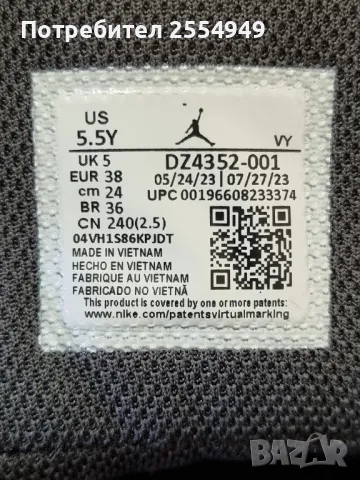 Потребител 2554949
US
5.5Y
VY
UK 5
EUR 38
cm 24
BR 36
CN 240(2.5)
DZ4352-001
05/24/23 | 07/27/23
UPC 00196608233374
04VH1S86KPJDT
MADE IN VIETNAM
HECHO EN VIETNAM
FABRIQUÉ AU VIETNAM
FABRICADO NO VIETNÃ
This product is covered by one or more patents:
www.nike.com/patentsvirtualmarking
BAZAR